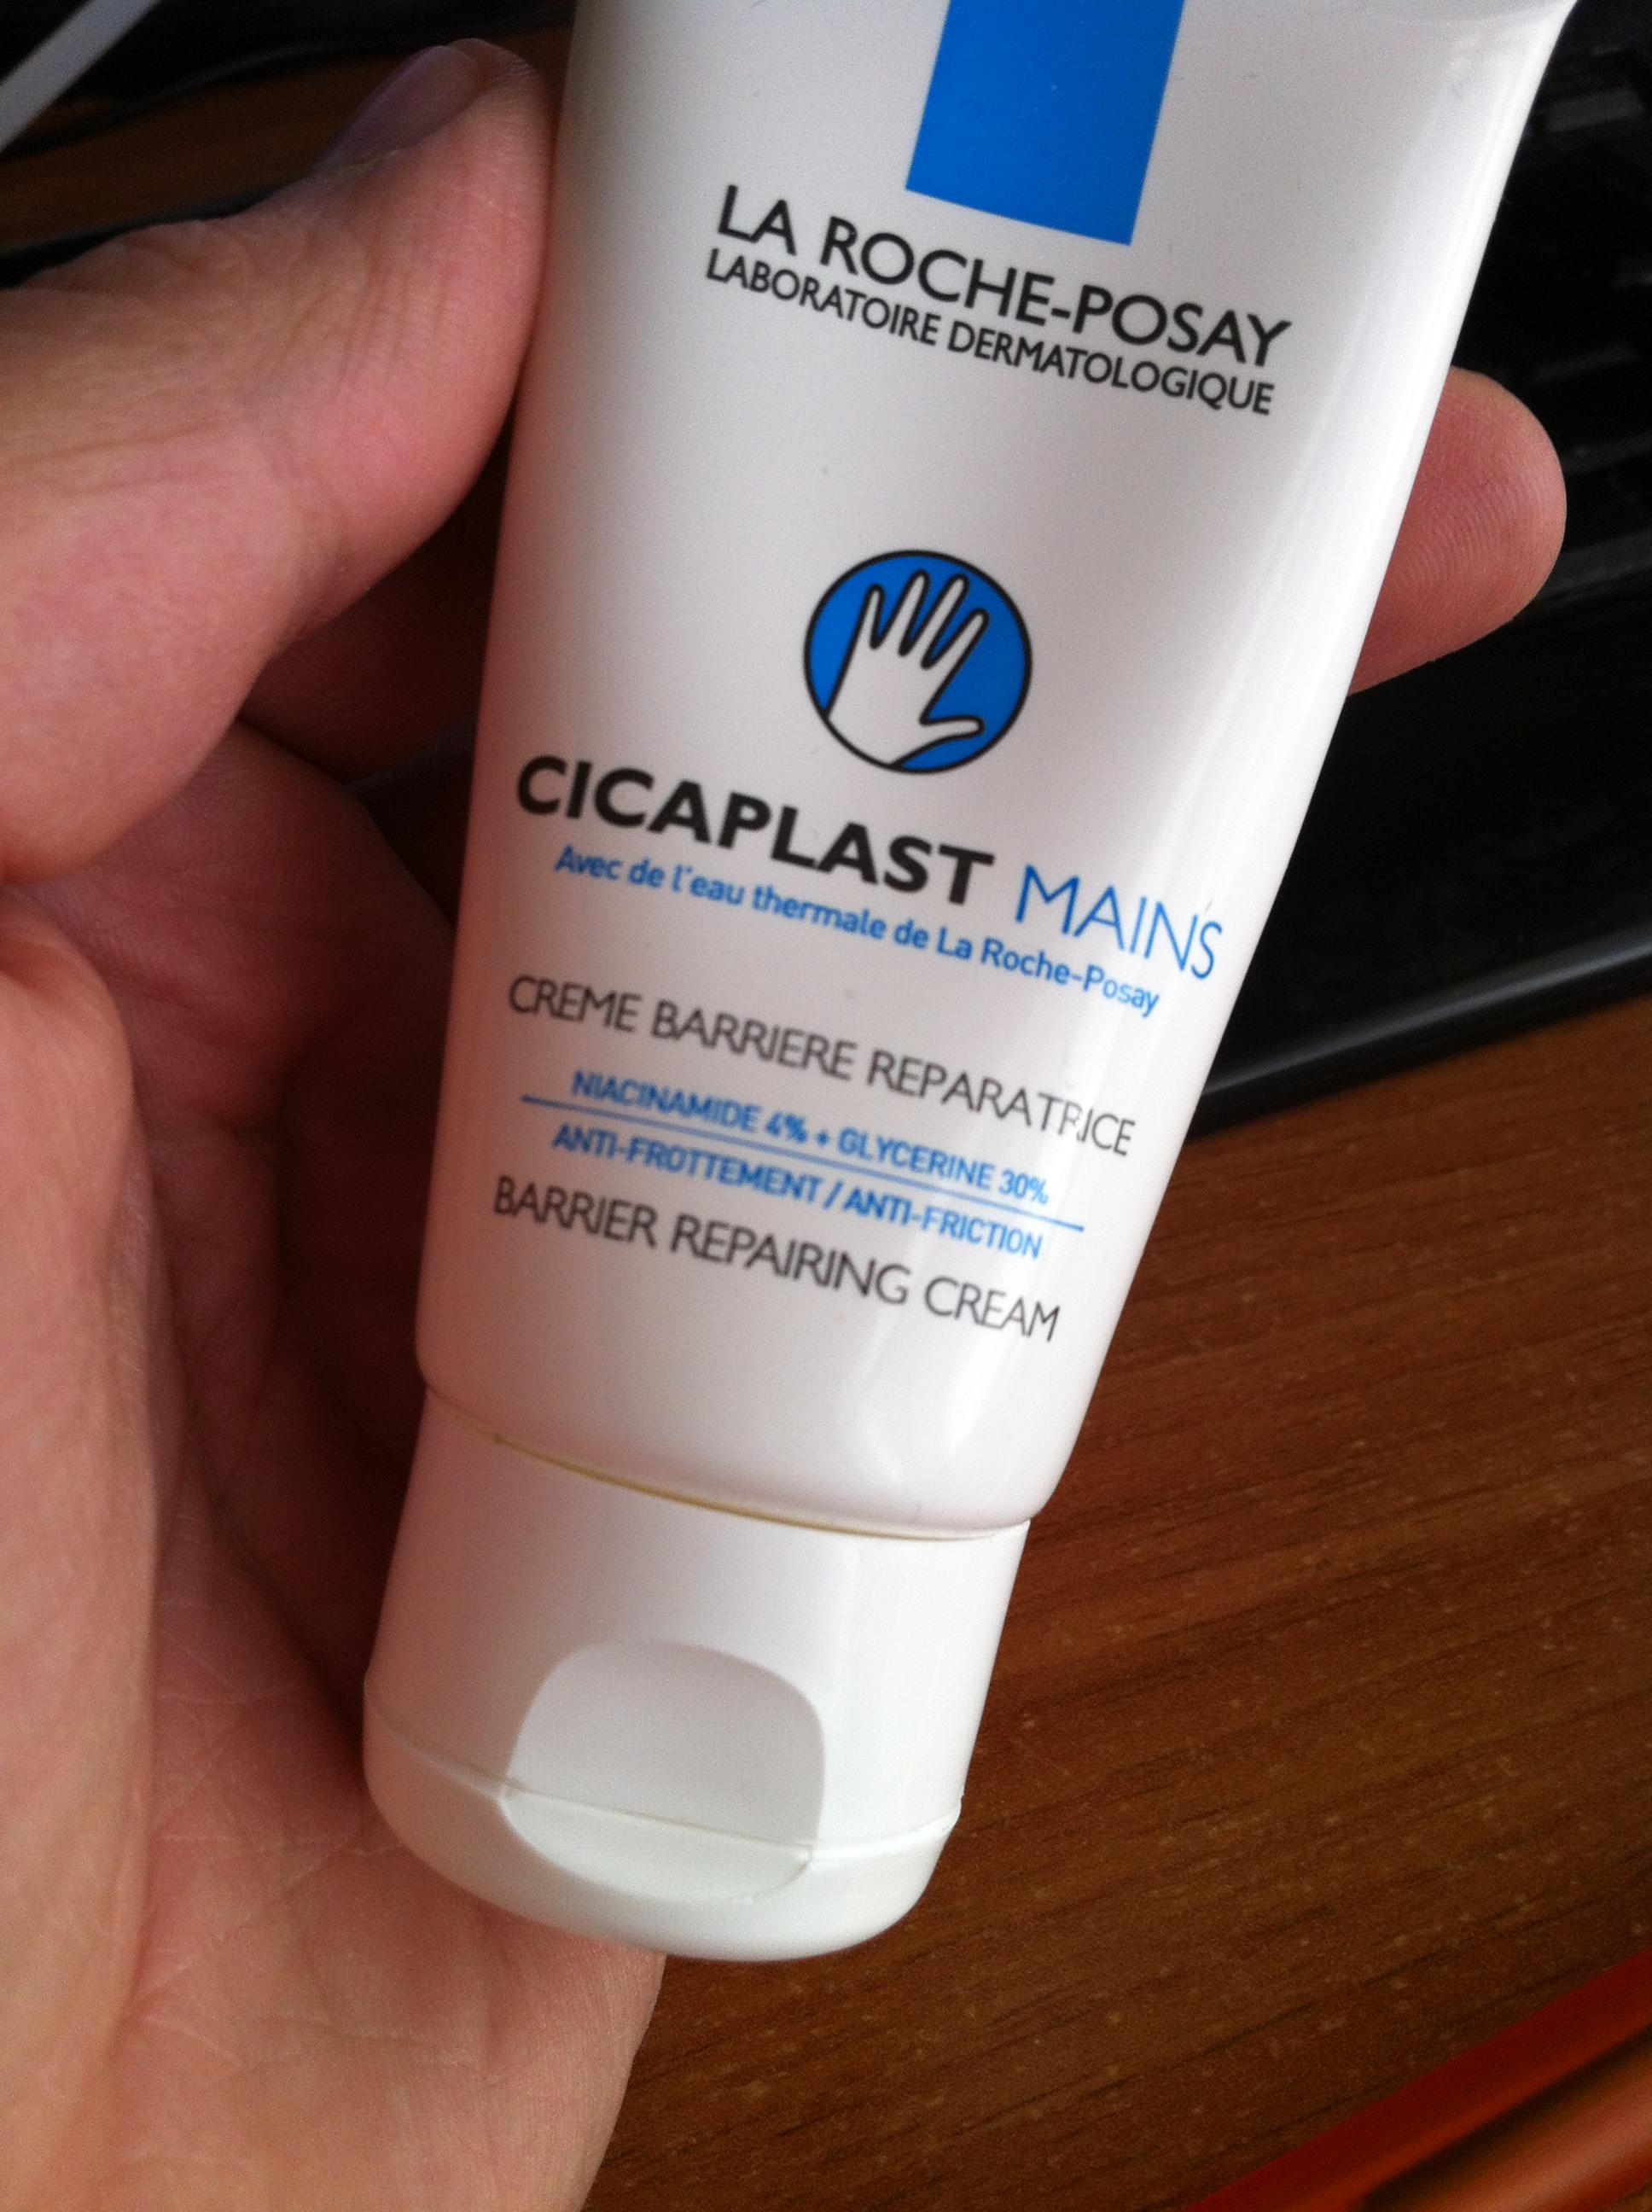 LA ROCHE-POSAY
LABORATOIRE DERMATOLOGIQUE
CICAPLAST MAINS
Avec de l'eau thermale de La Roche-Posay
CREME BARRIERE REPARATRICE
NIACINAMIDE 4% + GLYCERINE 30%
ANTI-FROTTEMENT / ANTI-FRICTION
BARRIER REPAIRING CREAM